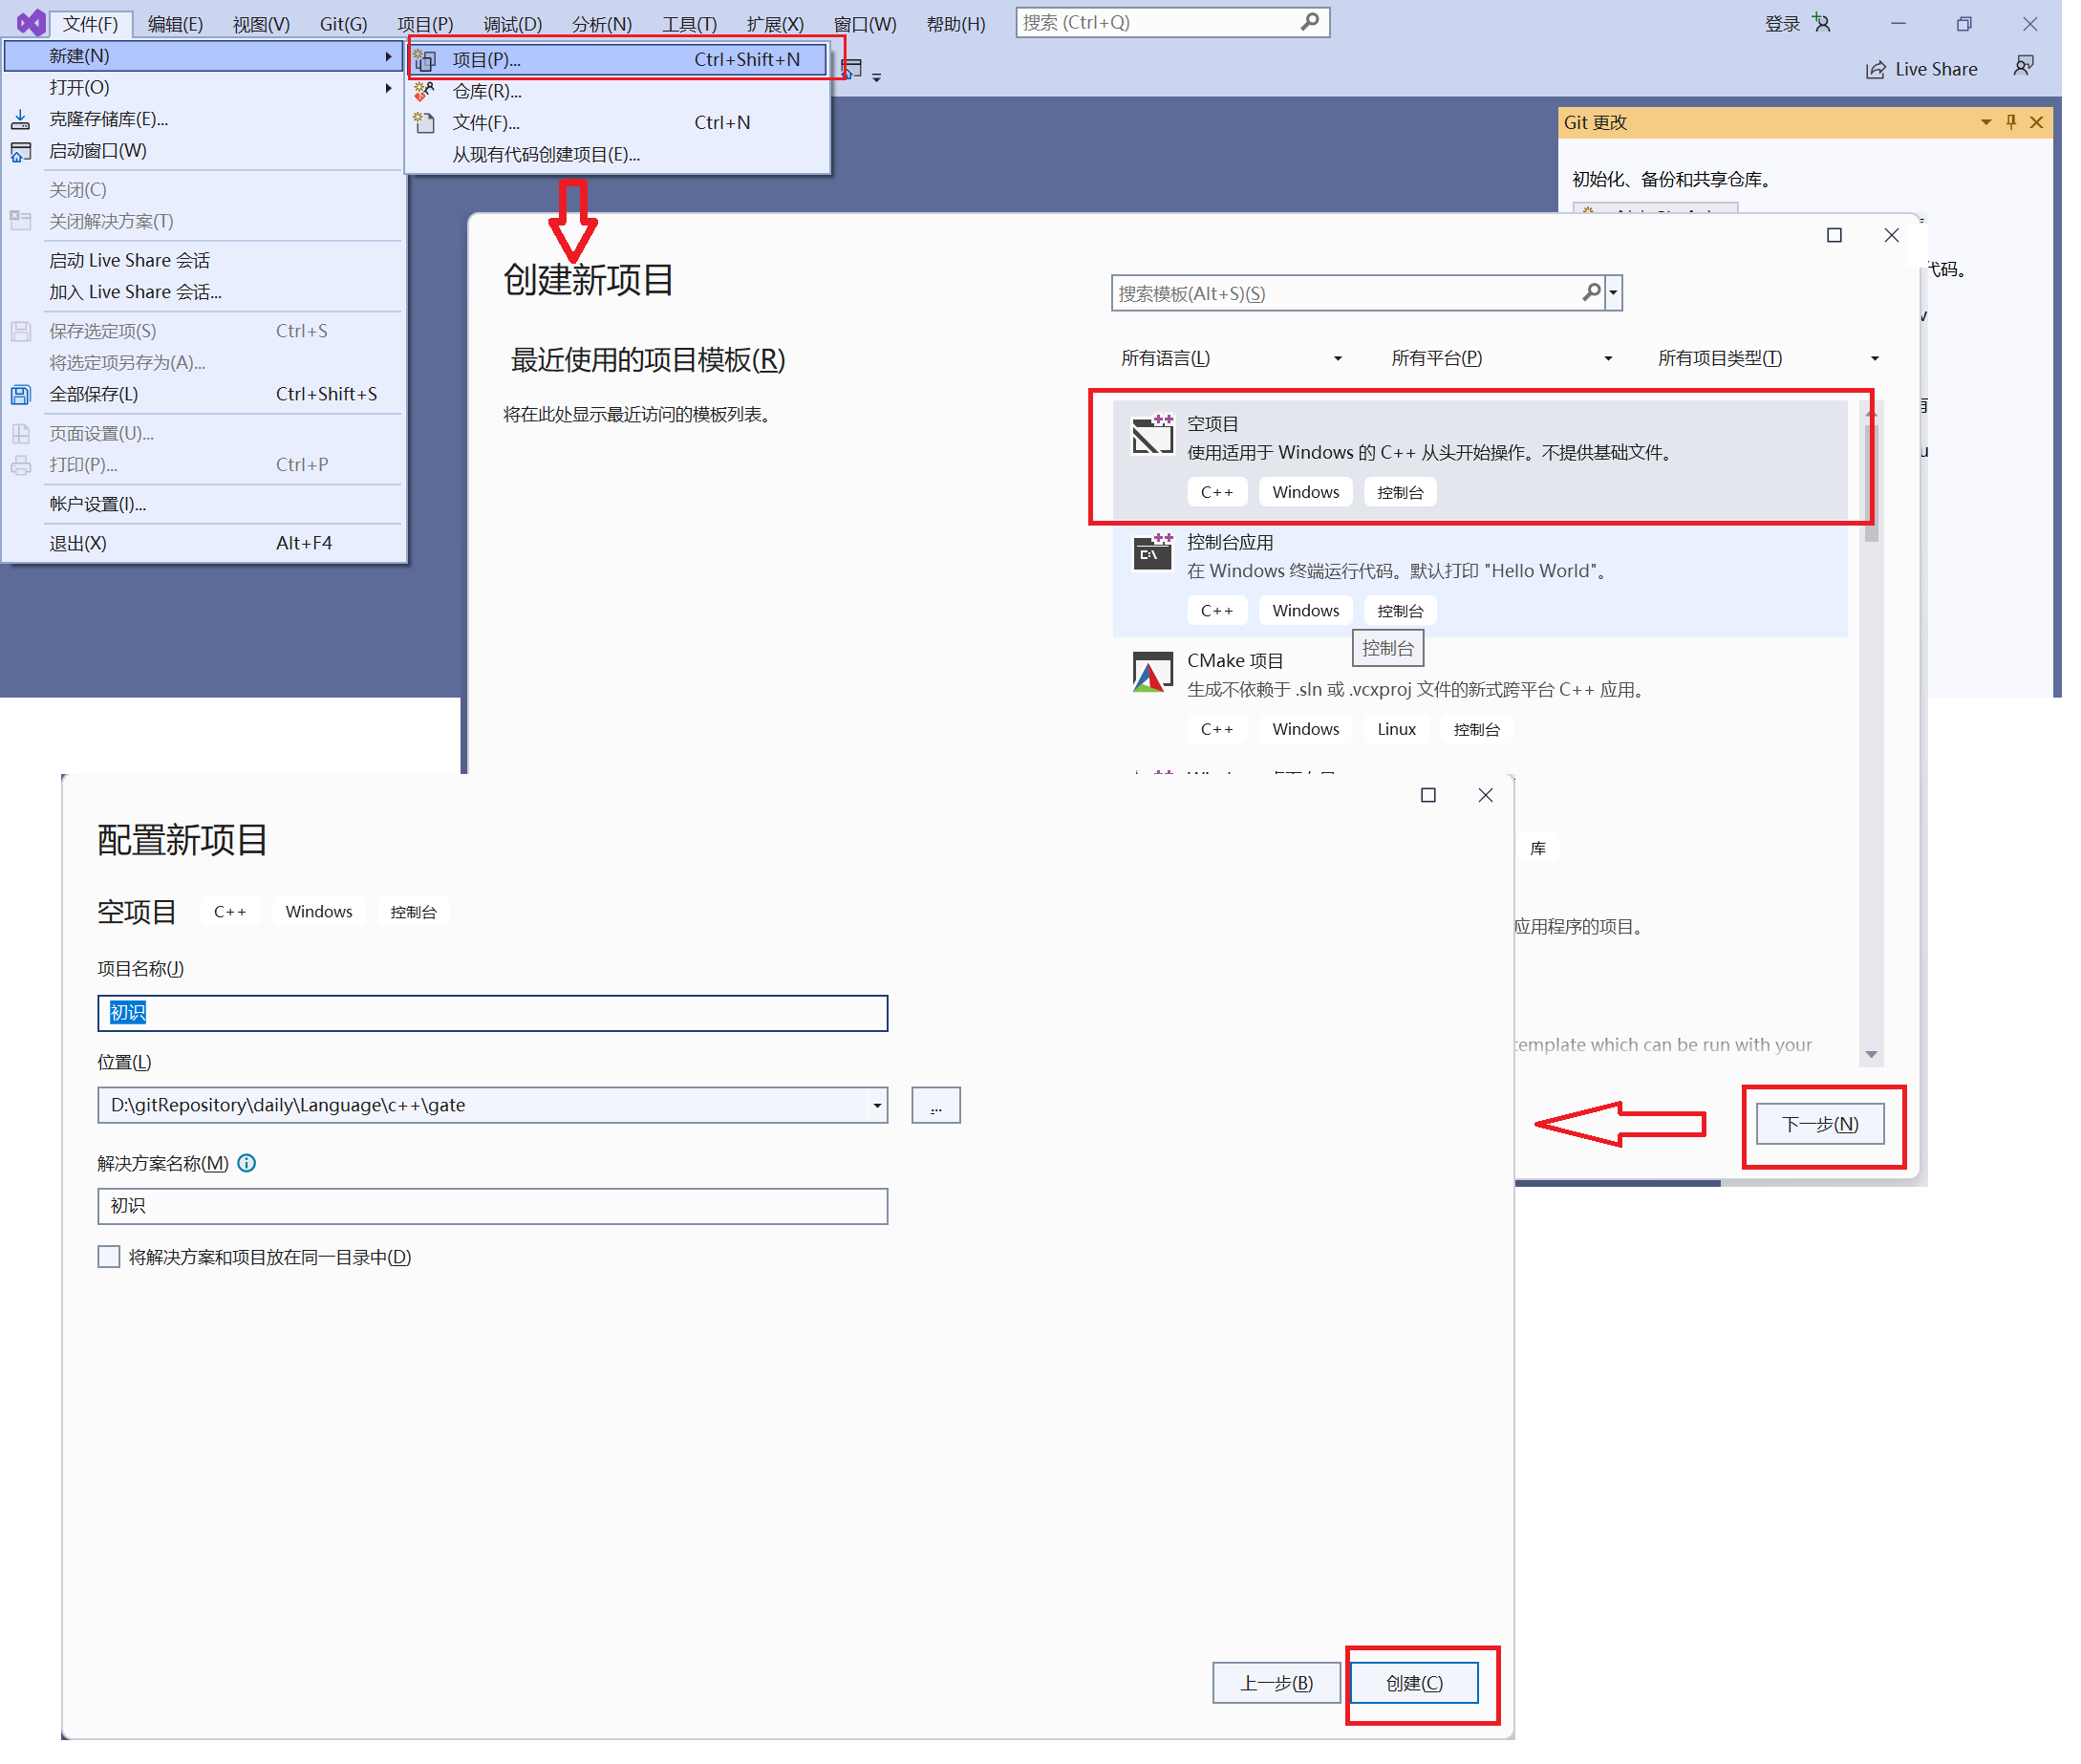 文件(F) 编辑(E) 视图(V) Git(G) 项目(P) 调试(D) 分析(N) 工具(T) 扩展(X) 窗口(W) 帮助(H) 搜索 (Ctrl+Q) 登录
Live Share
新建(N)
打开(O)
克隆存储库(E)...
启动窗口(W)
关闭(C)
关闭解决方案(T)
启动 Live Share 会话
加入 Live Share 会话...
保存选定项(S) Ctrl+S
将选定项另存为(A)...
全部保存(L) Ctrl+Shift+S
页面设置(U)...
打印(P)... Ctrl+P
帐户设置(I)...
退出(X) Alt+F4
项目(P)... Ctrl+Shift+N
仓库(R)...
文件(F)... Ctrl+N
从现有代码创建项目(E)...
Git 更改
初始化、备份和共享仓库。
代码。
创建新项目
搜索模板(Alt+S)(S)
最近使用的项目模板(R)
所有语言(L) 所有平台(P) 所有项目类型(T)
将在此处显示最近访问的模板列表。
空项目
使用适用于 Windows 的 C++ 从头开始操作。不提供基础文件。
C++ Windows 控制台
控制台应用
在 Windows 终端运行代码。默认打印 "Hello World"。
C++ Windows 控制台
控制台
CMake 项目
生成不依赖于 .sln 或 .vcxproj 文件的新式跨平台 C++ 应用。
C++ Windows Linux 控制台
库
应用程序的项目。
template which can be run with your
下一步(N)
配置新项目
空项目 C++ Windows 控制台
项目名称(J)
初识
位置(L)
D:\gitRepository\daily\Language\c++\gate
...
解决方案名称(M)
初识
将解决方案和项目放在同一目录中(D)
上一步(B) 创建(C)